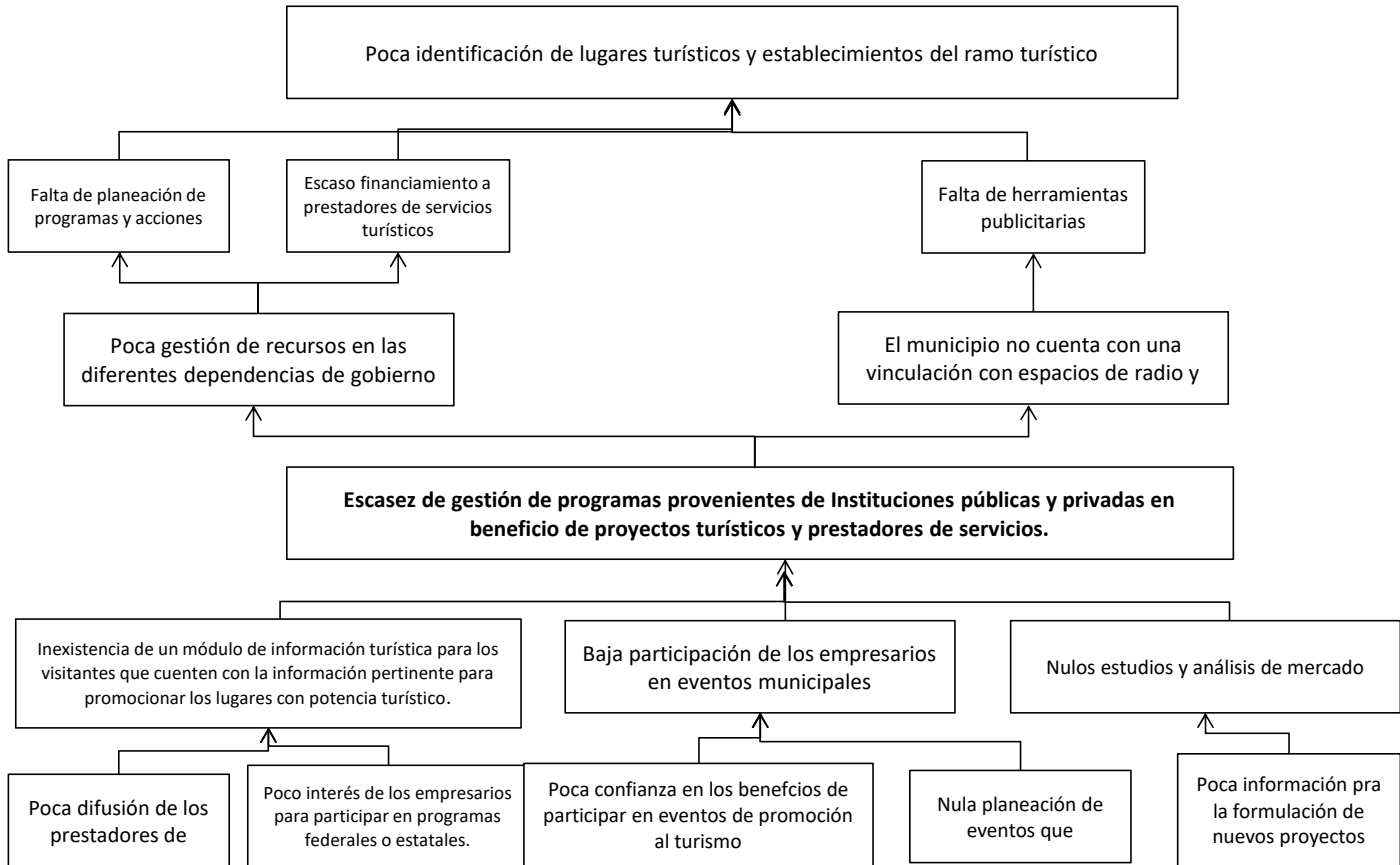 Poca identificación de lugares turísticos y establecimientos del ramo turístico
Falta de planeación de
programas y acciones
Escaso financiamiento a
prestadores de servicios
turísticos
Falta de herramientas
publicitarias
Poca gestión de recursos en las
diferentes dependencias de gobierno
El municipio no cuenta con una
vinculación con espacios de radio y
Escasez de gestión de programas provenientes de Instituciones públicas y privadas en
beneficio de proyectos turísticos y prestadores de servicios.
Inexistencia de un módulo de información turística para los
visitantes que cuenten con la información pertinente para
promocionar los lugares con potencia turístico.
Baja participación de los empresarios
en eventos municipales
Nulos estudios y análisis de mercado
Poca difusión de los
prestadores de
Poco interés de los empresarios
para participar en programas
federales o estatales.
Poca confianza en los benefcios de
participar en eventos de promoción
al turismo
Nula planeación de
eventos que
Poca información pra
la formulación de
nuevos proyectos